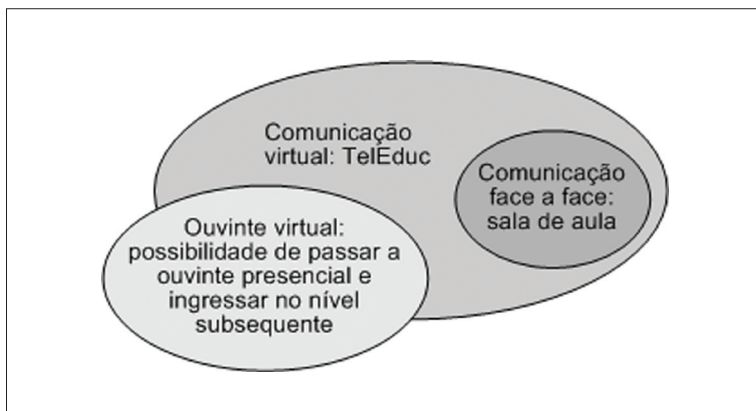 Comunicação
virtual: TelEduc
Comunicação
face a face:
sala de aula
Ouvinte virtual:
possibilidade de passar a
ouvinte presencial e
ingressar no nível
subsequente